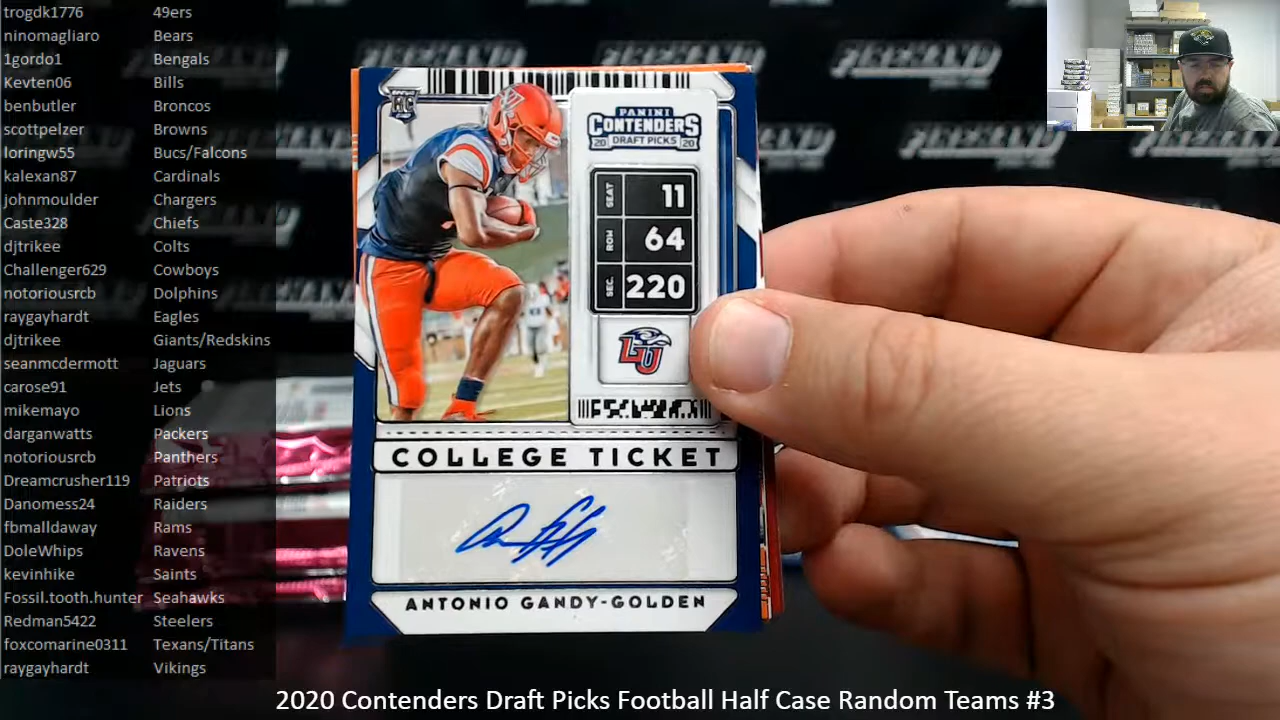 trogdk1776 49ers
ninomagliaro Bears
1gordo1 Bengals
Kevten06 Bills
benbutler Broncos
scottpelzer Browns
loringw55 Bucs/Falcons
kalexan87 Cardinals
johnmoulder Chargers
Caste328 Chiefs
djtrikee Colts
Challenger629 Cowboys
notoriousrcb Dolphins
raygayhardt Eagles
djtrikee Giants/Redskins
seanmcdermott Jaguars
carose91 Jets
mikemayo Lions
darganwatts Packers
notoriousrcb Panthers
Dreamcrusher119 Patriots
Danomess24 Raiders
fbmalldaway Rams
DoleWhips Ravens
kevinhike Saints
Fossil.tooth.hunter Seahawks
Redman5422 Steelers
foxcomarine0311 Texans/Titans
raygayhardt Vikings
RC
PANINI
CONTENDERS
20 DRAFT PICKS 20
SEAT 11
ROW 64
SEC. 220
LU
COLLEGE TICKET
ANTONIO GANDY-GOLDEN
2020 Contenders Draft Picks Football Half Case Random Teams #3